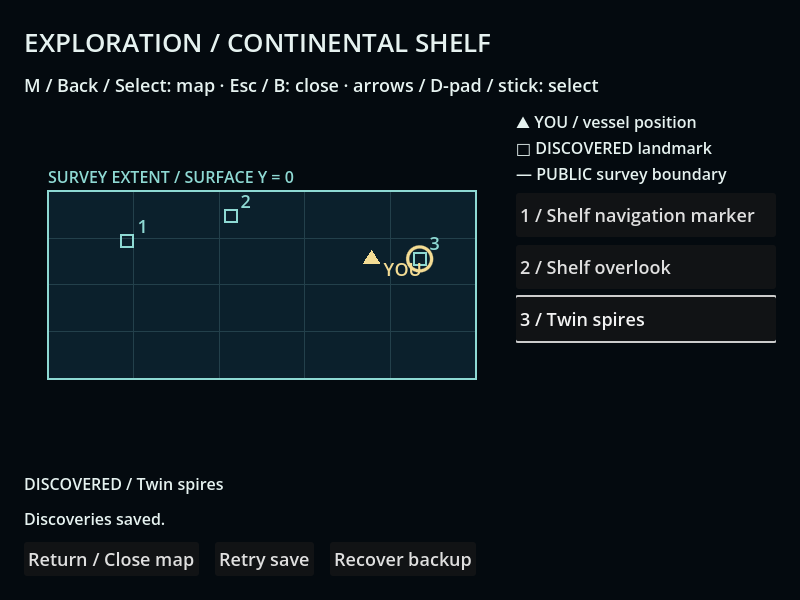 EXPLORATION / CONTINENTAL SHELF
M / Back / Select: map · Esc / B: close · arrows / D-pad / stick: select
▲ YOU / vessel position
□ DISCOVERED landmark
— PUBLIC survey boundary
SURVEY EXTENT / SURFACE Y = 0
1
2
3
YOU
1 / Shelf navigation marker
2 / Shelf overlook
3 / Twin spires
DISCOVERED / Twin spires
Discoveries saved.
Return / Close map
Retry save
Recover backup